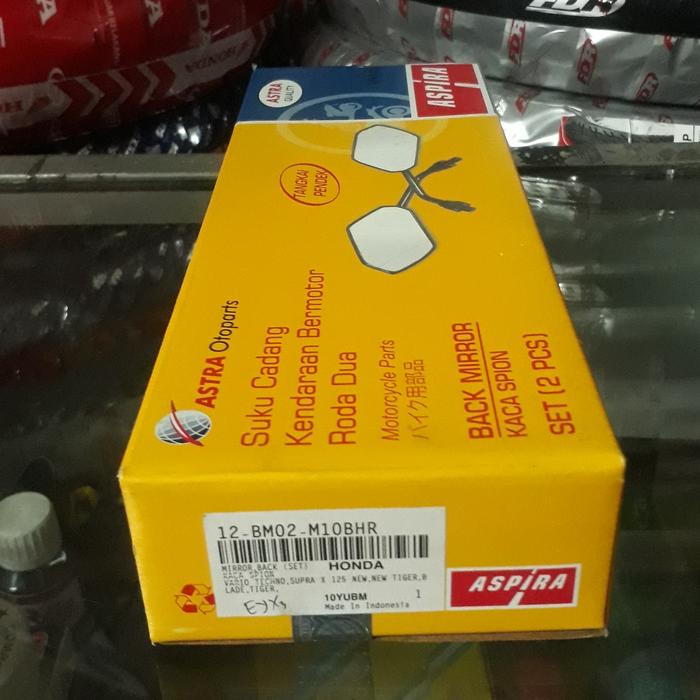 ASTRA
QUALITY
ASPIRA
TANGKAI
PENDEK
ASTRA Otoparts
Suku Cadang
Kendaraan Bermotor
Roda Dua
Motorcycle Parts
バイク用部品
BACK MIRROR
KACA SPION
SET (2 PCS)
12-BM02-M10BHR
MIRROR,BACK (SET) HONDA
KACA SPION
VARIO TECHNO,SUPRA X 125 NEW,NEW TIGER,B
LADE,TIGER,
10YUBM 1
Made In Indonesia
ASPIRA
HONDA
FDR